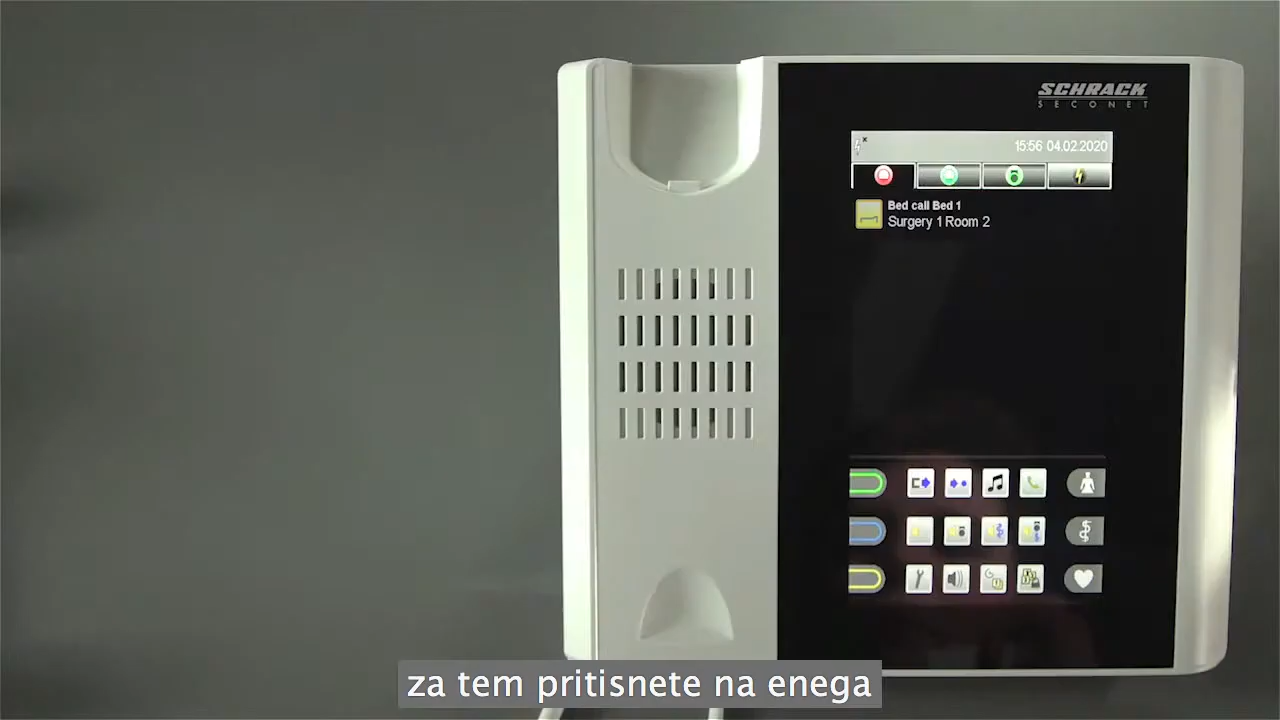 SCHRACK
SECONET
15:56 04.02.2020
Bed call Bed 1
Surgery 1 Room 2
za tem pritisnete na enega